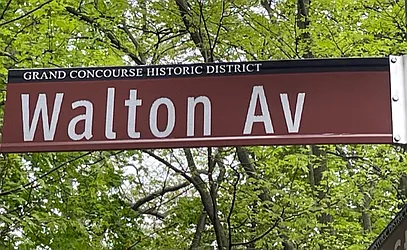 GRAND CONCOURSE HISTORIC DISTRICT
Walton Av